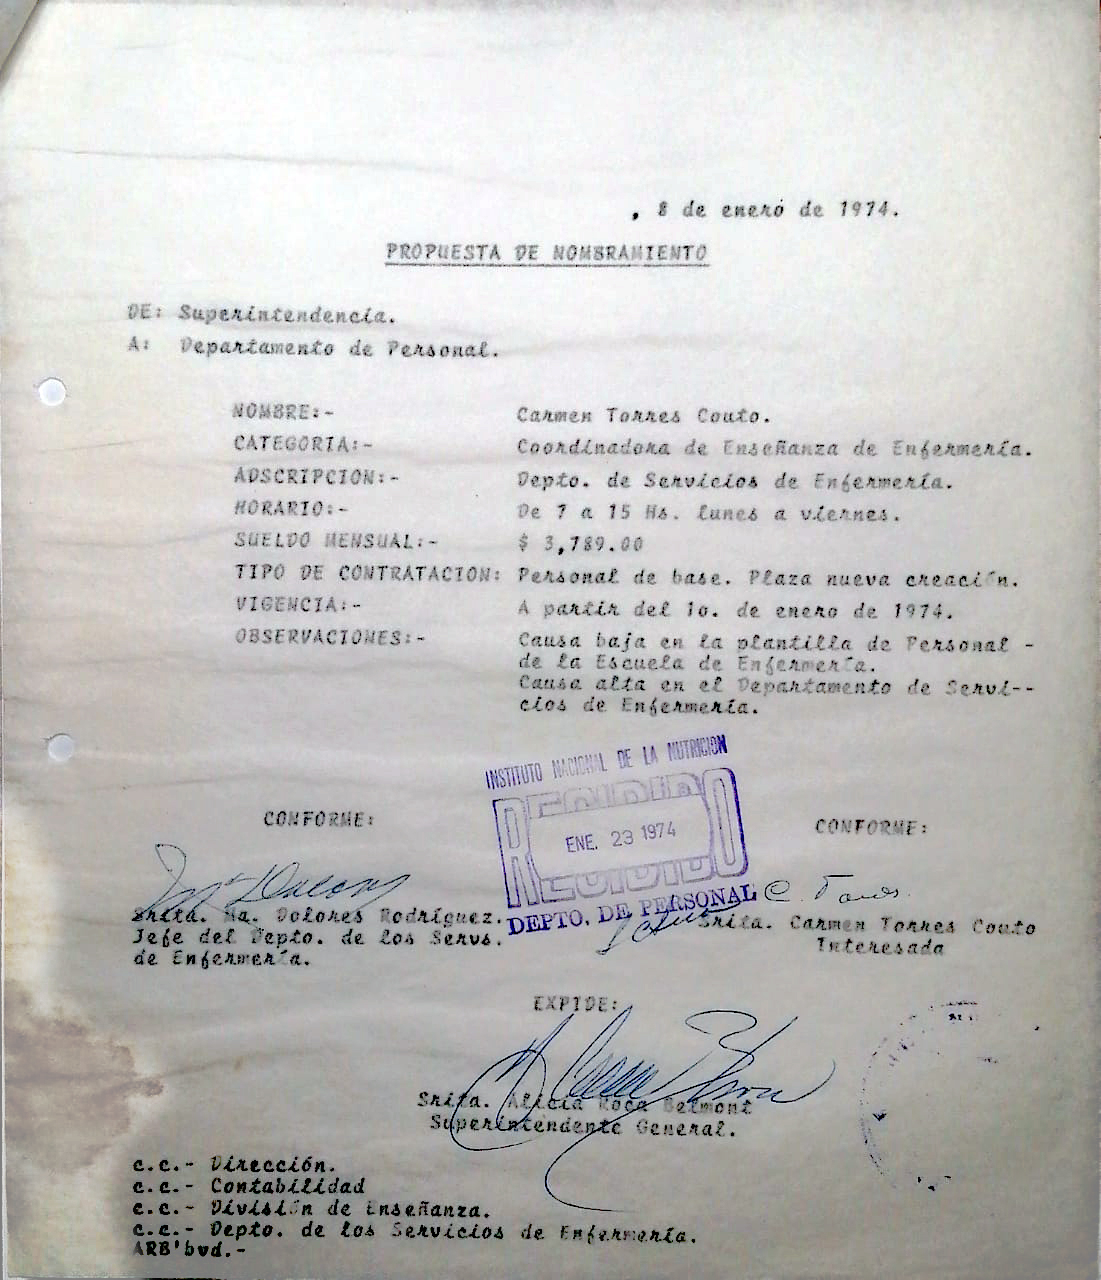 , 8 de enero de 1974.
PROPUESTA DE NOMBRAMIENTO
DE: Superintendencia.
A: Departamento de Personal.
NOMBRE:- Carmen Torres Couto.
CATEGORIA:- Coordinadora de Enseñanza de Enfermería.
ADSCRIPCION:- Depto. de Servicios de Enfermería.
HORARIO:- De 7 a 15 Hs. lunes a viernes.
SUELDO MENSUAL:- $ 3,789.00
TIPO DE CONTRATACION: Personal de base. Plaza nueva creación.
VIGENCIA:- A partir del 1o. de enero de 1974.
OBSERVACIONES:- Causa baja en la plantilla de Personal -
de la Escuela de Enfermería.
Causa alta en el Departamento de Servi--
cios de Enfermería.
INSTITUTO NACIONAL DE LA NUTRICION
RECIBIDO
ENE. 23 1974
RECIBIDO
DEPTO. DE PERSONAL
CONFORME: CONFORME:
Srita. Ma. Dolores Rodríguez. Srita. Carmen Torres Couto
Jefe del Depto. de los Servs. Interesada
de Enfermería.
EXPIDE:
Srita. Alicia Roca Belmont
Superintendente General.
c.c.- Dirección.
c.c.- Contabilidad
c.c.- División de Enseñanza.
c.c.- Depto. de los Servicios de Enfermería.
ARB'bvd.-